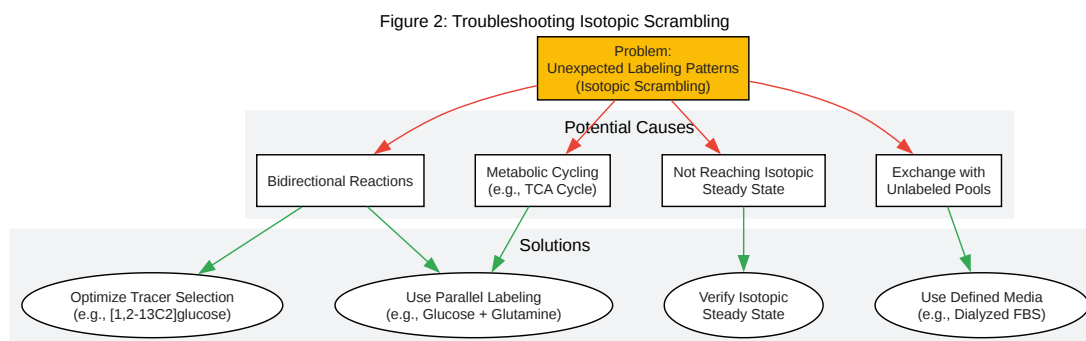 Figure 2: Troubleshooting Isotopic Scrambling
Problem:
Unexpected Labeling Patterns
(Isotopic Scrambling)
Potential Causes
Bidirectional Reactions
Metabolic Cycling
(e.g., TCA Cycle)
Not Reaching Isotopic
Steady State
Exchange with
Unlabeled Pools
Solutions
Optimize Tracer Selection
(e.g., [1,2-13C2]glucose)
Use Parallel Labeling
(e.g., Glucose + Glutamine)
Verify Isotopic
Steady State
Use Defined Media
(e.g., Dialyzed FBS)